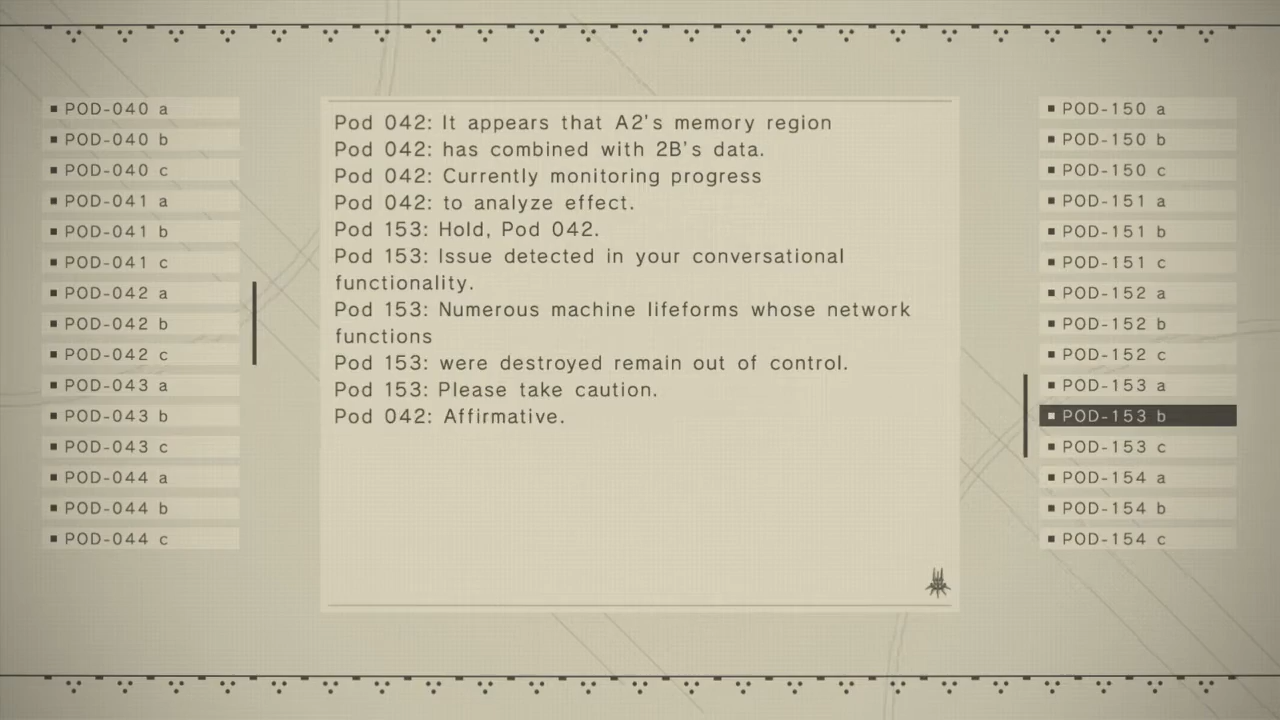 POD-040 a
POD-040 b
POD-040 c
POD-041 a
POD-041 b
POD-041 c
POD-042 a
POD-042 b
POD-042 c
POD-043 a
POD-043 b
POD-043 c
POD-044 a
POD-044 b
POD-044 c
Pod 042: It appears that A2's memory region
Pod 042: has combined with 2B's data.
Pod 042: Currently monitoring progress
Pod 042: to analyze effect.
Pod 153: Hold, Pod 042.
Pod 153: Issue detected in your conversational
functionality.
Pod 153: Numerous machine lifeforms whose network
functions
Pod 153: were destroyed remain out of control.
Pod 153: Please take caution.
Pod 042: Affirmative.
POD-150 a
POD-150 b
POD-150 c
POD-151 a
POD-151 b
POD-151 c
POD-152 a
POD-152 b
POD-152 c
POD-153 a
POD-153 b
POD-153 c
POD-154 a
POD-154 b
POD-154 c